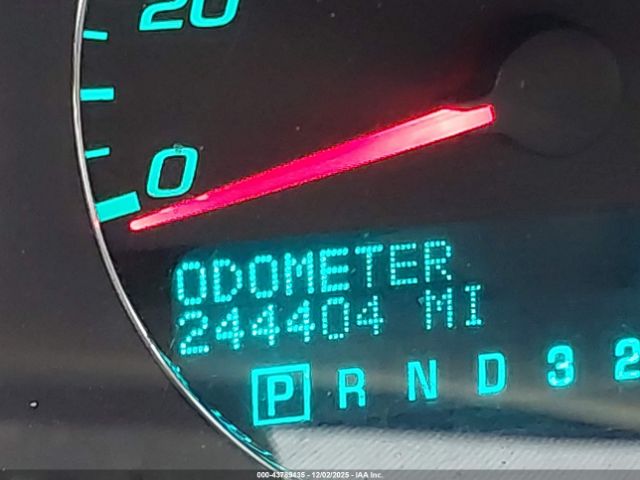 20
0
ODOMETER
244404 MI
P R N D 3 2
000-43789435 - 12/02/2025 - IAA Inc.